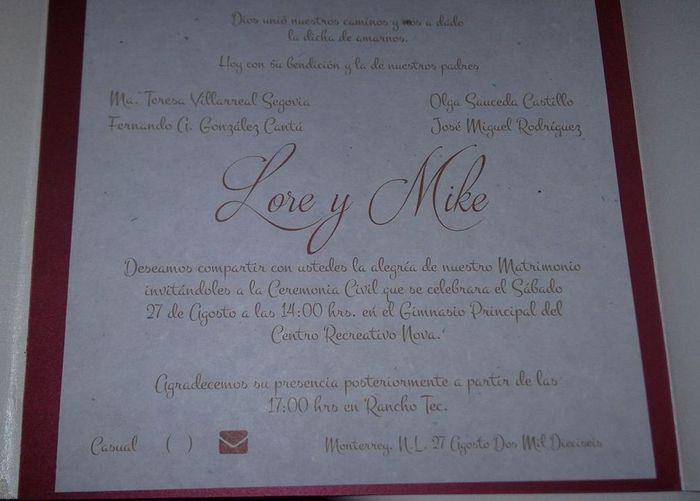 Dios unió nuestros caminos y nos a dado
la dicha de amarnos.
Hoy con su bendición y la de nuestros padres
Ma. Teresa Villarreal Segovia
Olga Sauceda Castillo
Fernando G. González Cantú
José Miguel Rodríguez
Lore y Mike
Deseamos compartir con ustedes la alegría de nuestro Matrimonio
invitándoles a la Ceremonia Civil que se celebrara el Sábado
27 de Agosto a las 14:00 hrs. en el Gimnasio Principal del
Centro Recreativo Nova.
Agradecemos su presencia posteriormente a partir de las
17:00 hrs en Rancho Tec.
Casual ( )
Monterrey, N.L. 27 Agosto Dos Mil Dieciseis